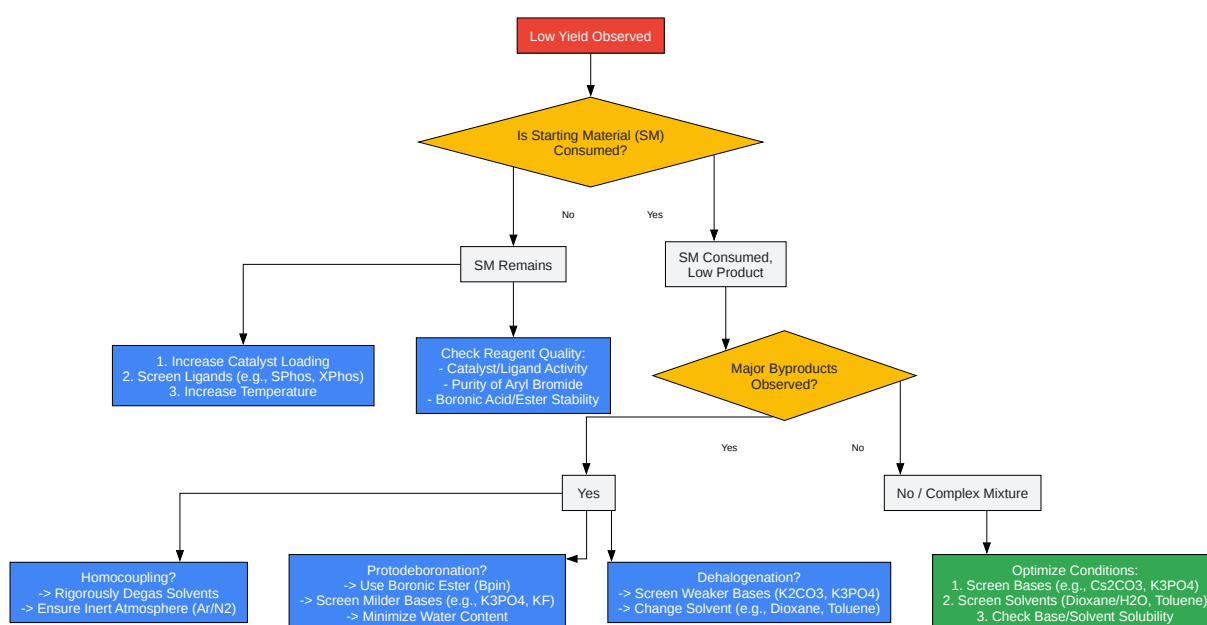 Low Yield Observed
Is Starting Material (SM)
Consumed?
No
Yes
SM Remains
SM Consumed,
Low Product
1. Increase Catalyst Loading
2. Screen Ligands (e.g., SPhos, XPhos)
3. Increase Temperature
Check Reagent Quality:
- Catalyst/Ligand Activity
- Purity of Aryl Bromide
- Boronic Acid/Ester Stability
Major Byproducts
Observed?
Yes
No
Yes
No / Complex Mixture
Homocoupling?
-> Rigorously Degas Solvents
-> Ensure Inert Atmosphere (Ar/N2)
Protodeboronation?
-> Use Boronic Ester (Bpin)
-> Screen Milder Bases (e.g., K3PO4, KF)
-> Minimize Water Content
Dehalogenation?
-> Screen Weaker Bases (K2CO3, K3PO4)
-> Change Solvent (e.g., Dioxane, Toluene)
Optimize Conditions:
1. Screen Bases (e.g., Cs2CO3, K3PO4)
2. Screen Solvents (Dioxane/H2O, Toluene)
3. Check Base/Solvent Solubility